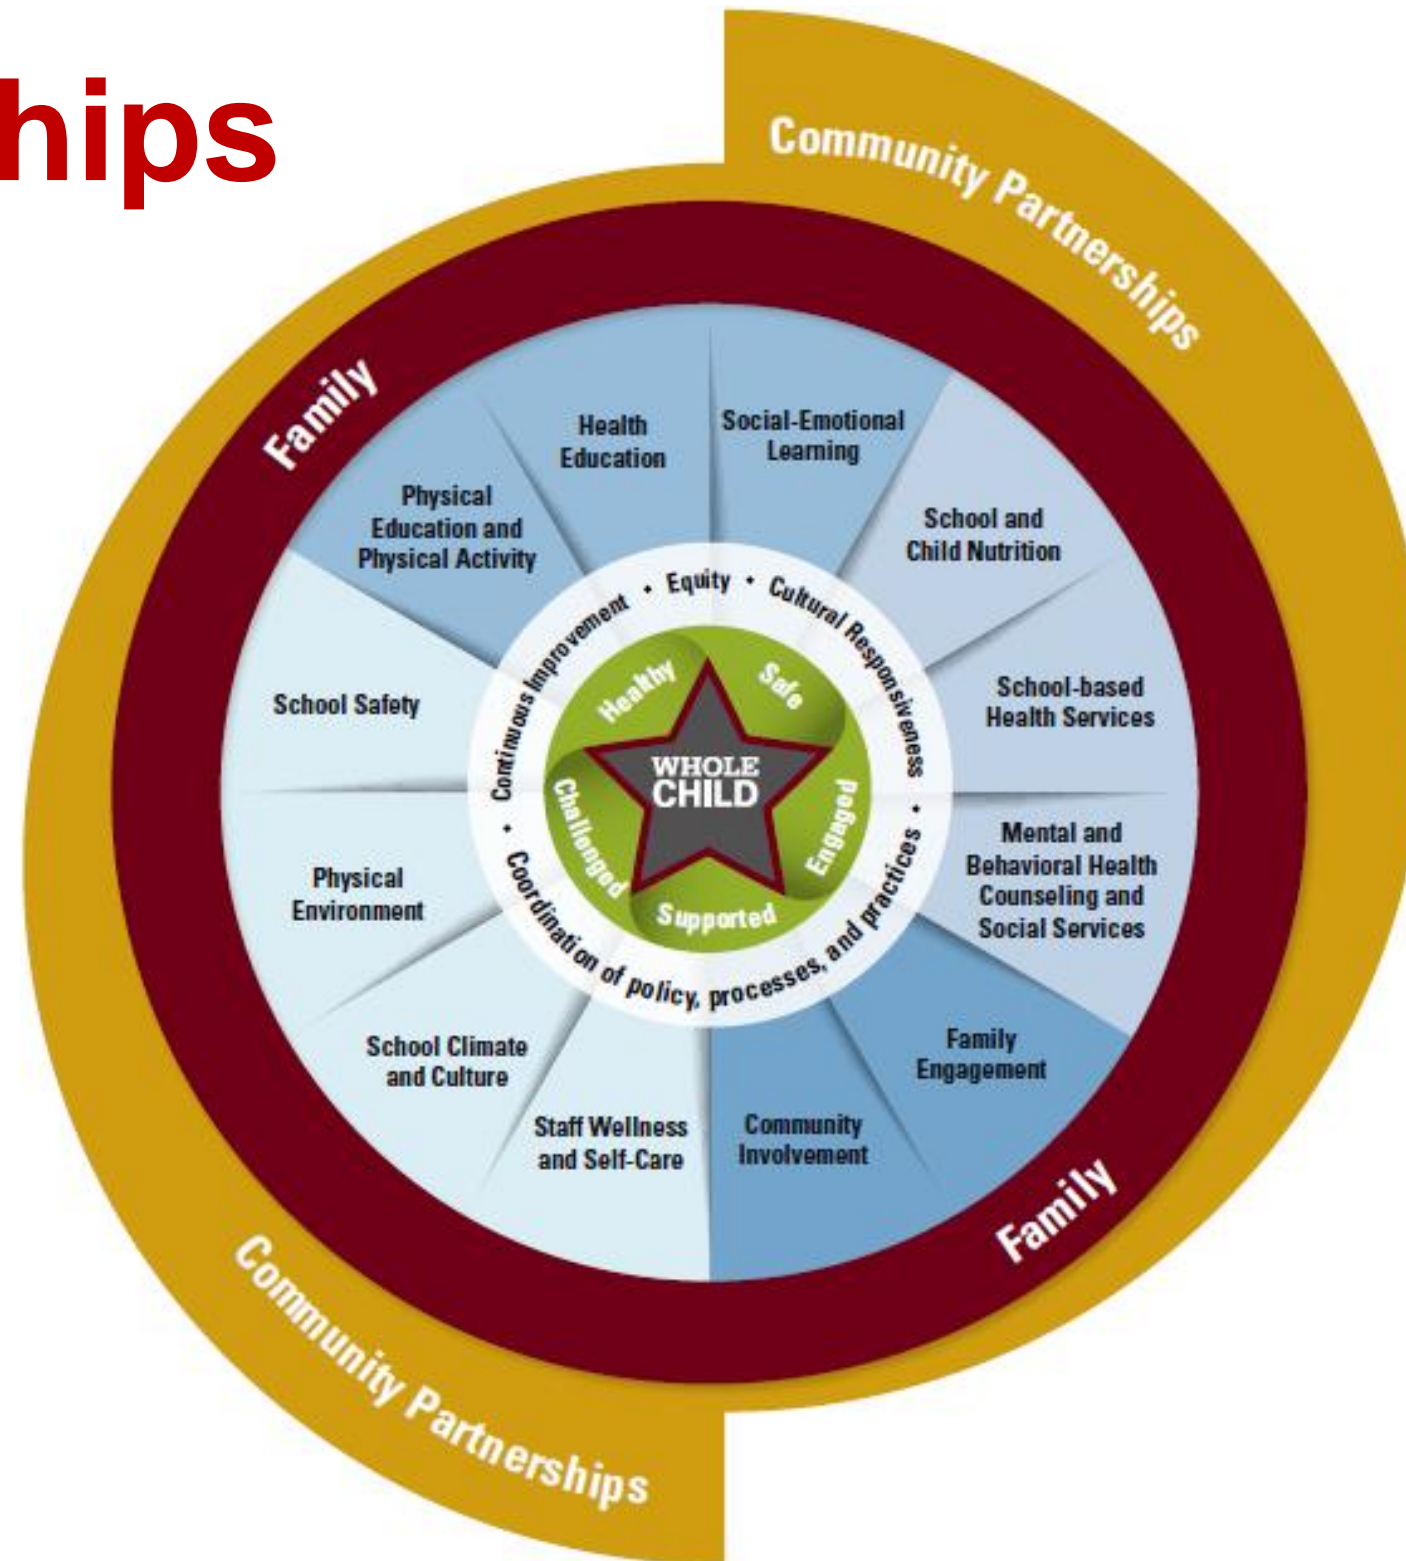 hips
Community Partnerships
Family
Health
Education
Social-Emotional
Learning
Physical
Education and
Physical Activity
School and
Child Nutrition
School Safety
School-based
Health Services
Physical
Environment
Mental and
Behavioral Health
Counseling and
Social Services
School Climate
and Culture
Family
Engagement
Staff Wellness
and Self-Care
Community
Involvement
Continuous Improvement • Equity • Cultural Responsiveness •
Coordination of policy, processes, and practices •
Healthy
Safe
Engaged
Supported
Challenged
WHOLE
CHILD
Family
Community Partnerships